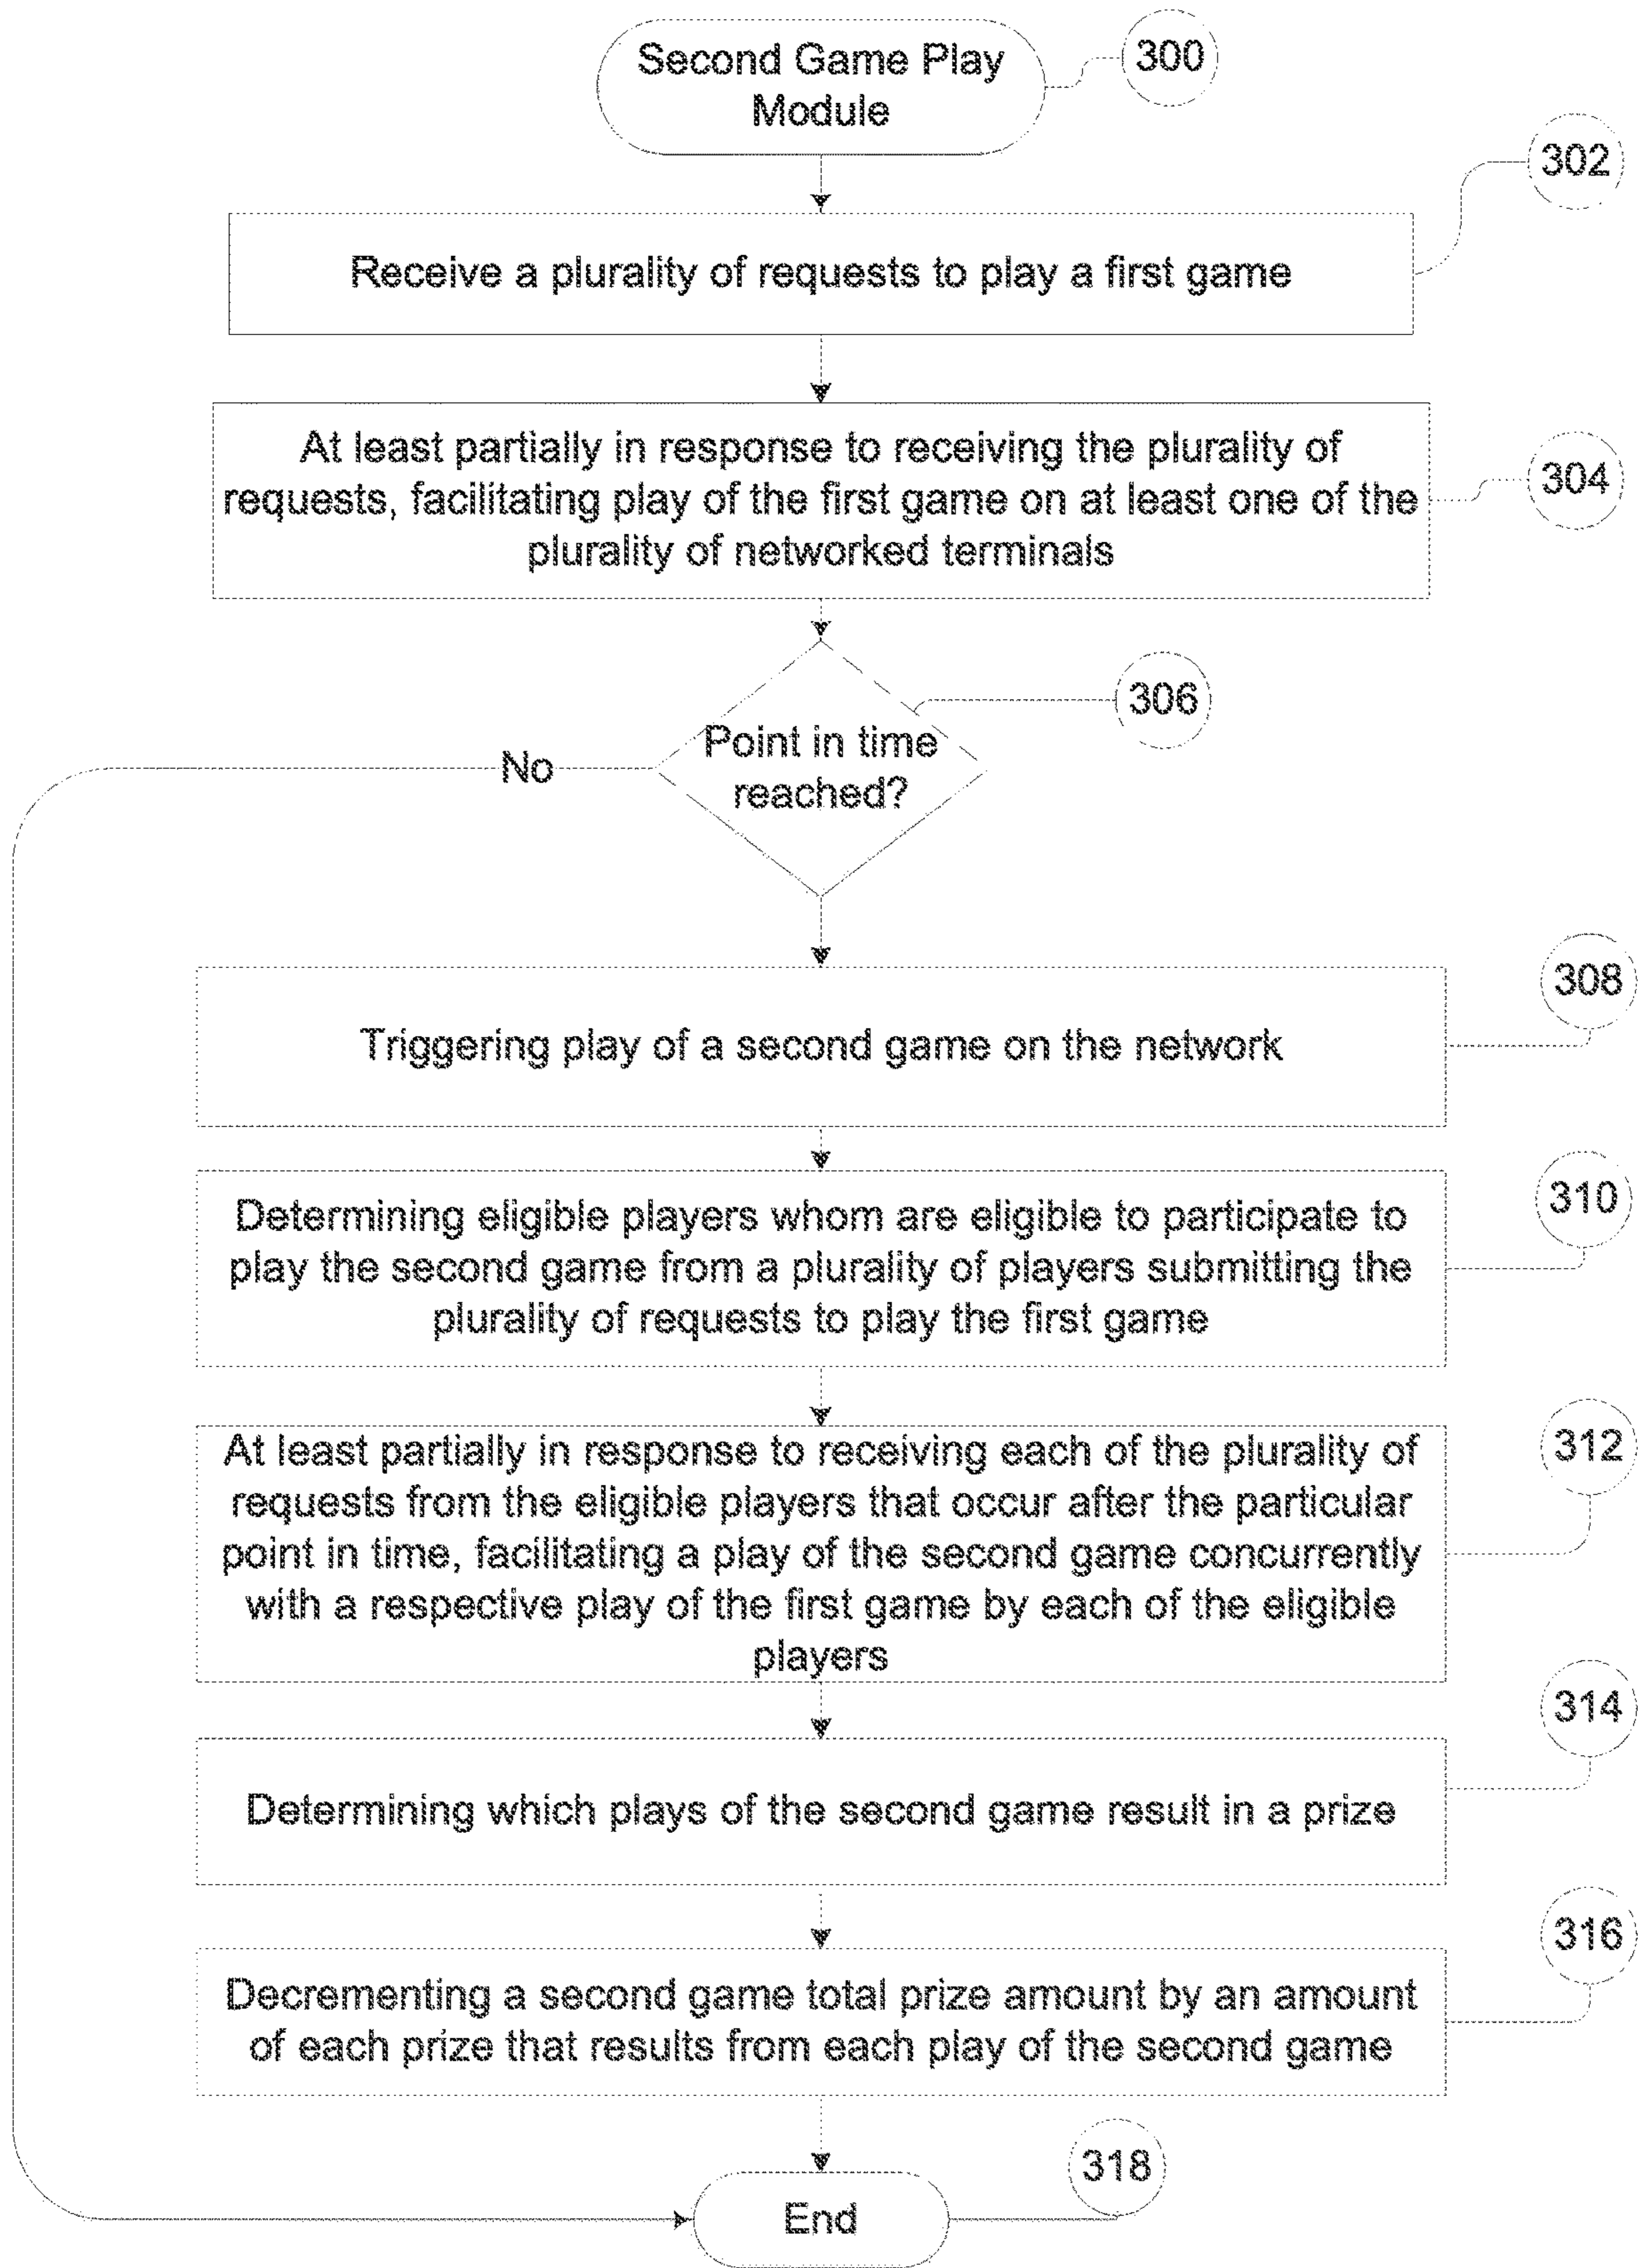 Second Game Play
Module
300
302
Receive a plurality of requests to play a first game
At least partially in response to receiving the plurality of
requests, facilitating play of the first game on at least one of the
plurality of networked terminals
304
306
Point in time
reached?
No
308
Triggering play of a second game on the network
310
Determining eligible players whom are eligible to participate to
play the second game from a plurality of players submitting the
plurality of requests to play the first game
312
At least partially in response to receiving each of the plurality of
requests from the eligible players that occur after the particular
point in time, facilitating a play of the second game concurrently
with a respective play of the first game by each of the eligible
players
314
Determining which plays of the second game result in a prize
316
Decrementing a second game total prize amount by an amount
of each prize that results from each play of the second game
318
End